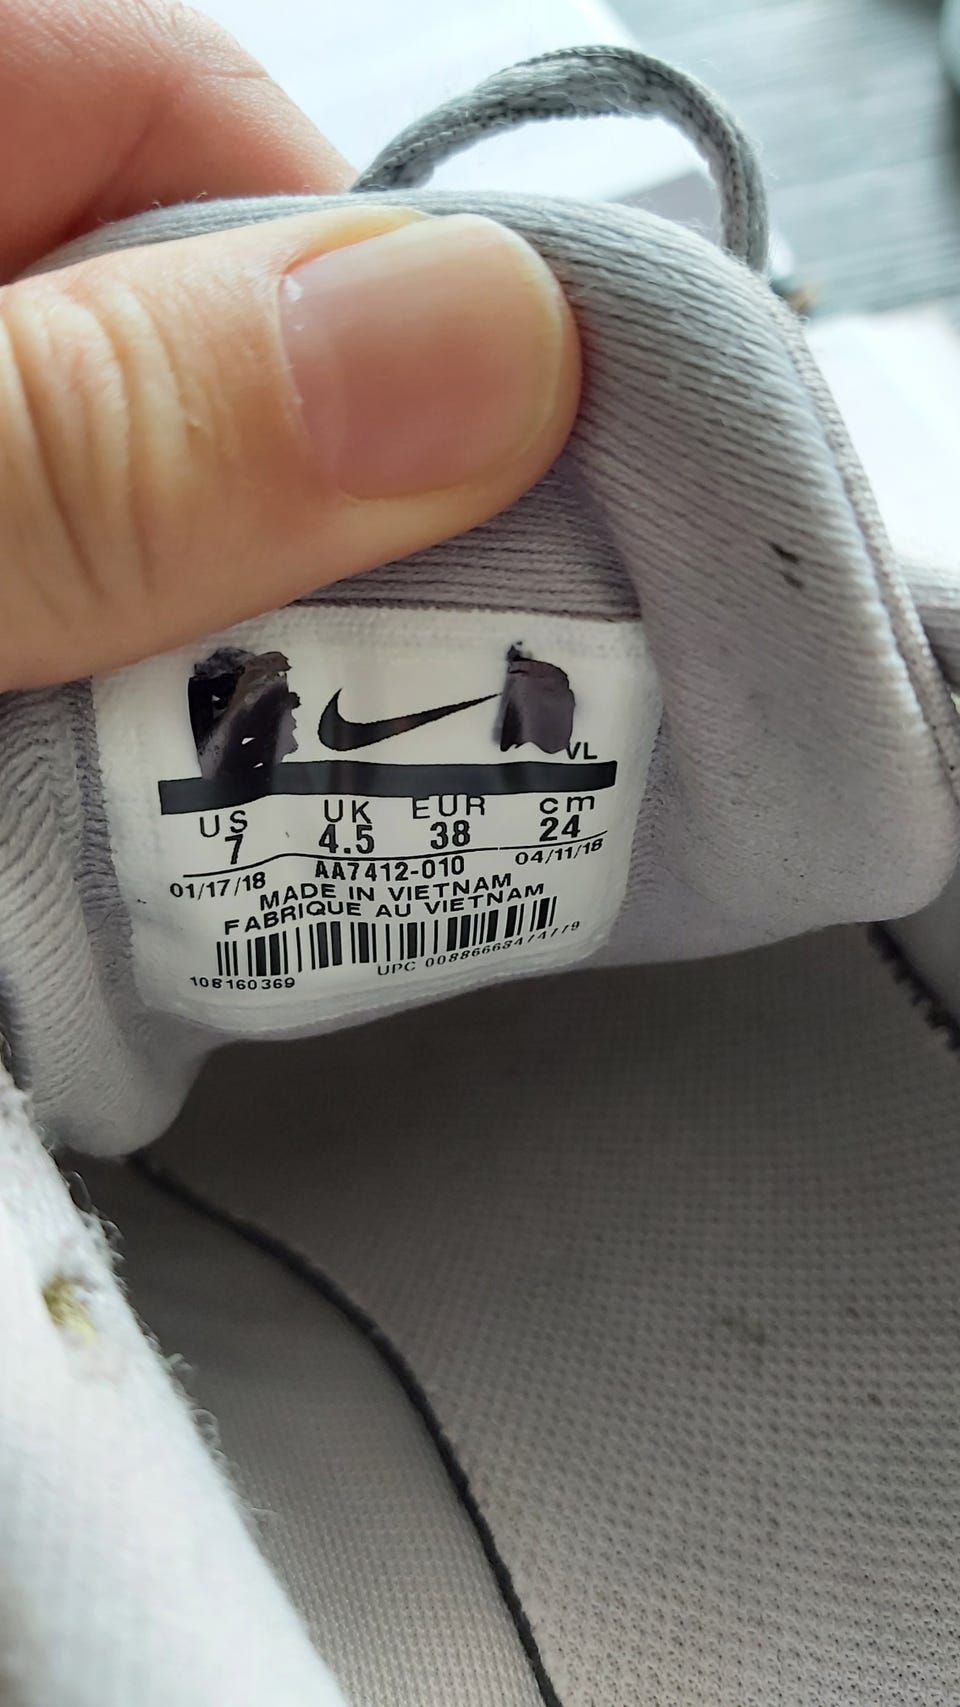 VL
US UK EUR cm
7 4.5 38 24
AA7412-010
01/17/18 04/11/18
MADE IN VIETNAM
FABRIQUE AU VIETNAM
108160369 UPC